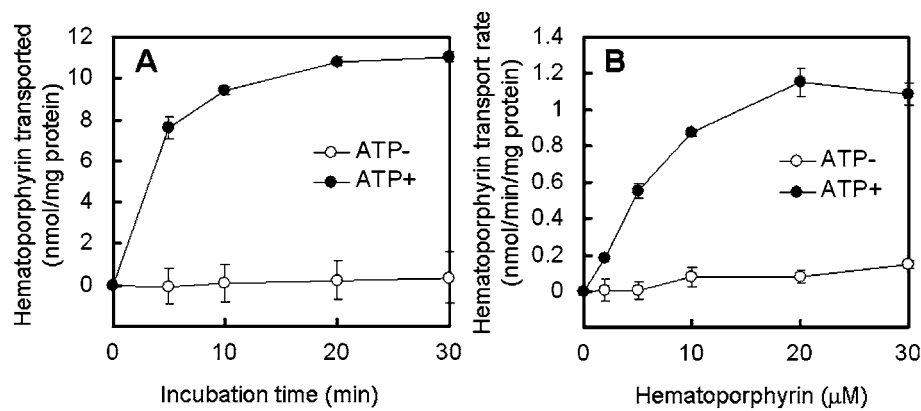 A
Hematoporphyrin transported
(nmol/mg protein)
12
10
8
6
4
2
0
ATP-
ATP+
0 10 20 30
Incubation time (min)
B
Hematoporphyrin transport rate
(nmol/min/mg protein)
1.4
1.2
1
0.8
0.6
0.4
0.2
0
ATP-
ATP+
0 10 20 30
Hematoporphyrin (μM)